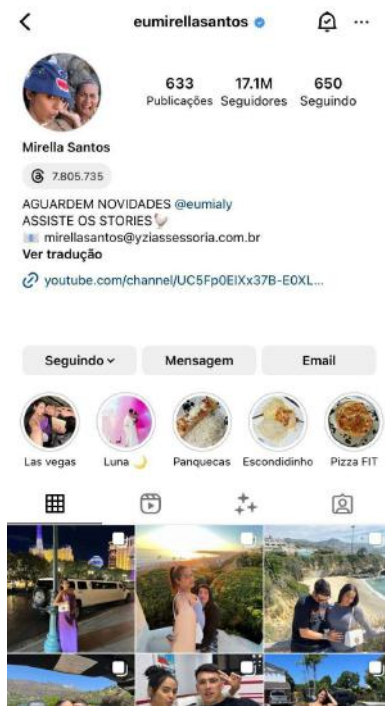 eumirellasantos
633 17.1M 650
Publicações Seguidores Seguindo
Mirella Santos
7.805.735
AGUARDEM NOVIDADES @eumialy
ASSISTE OS STORIES
mirellasantos@yziassessoria.com.br
Ver tradução
youtube.com/channel/UC5Fp0EIXx37B-E0XL...
Seguindo Mensagem Email
Las vegas Luna Panquecas Escondidinho Pizza FIT